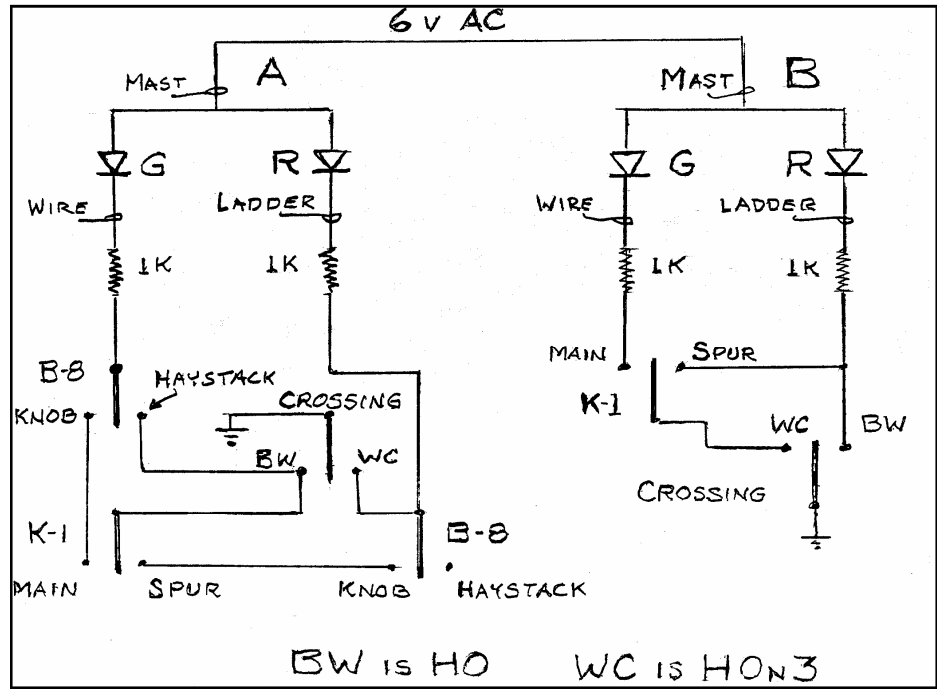 6 V AC
MAST A
MAST B
G R
G R
WIRE LADDER
WIRE LADDER
1K 1K
1K 1K
B-8 HAYSTACK
KNOB CROSSING
BW WC
K-1 B-8
MAIN SPUR KNOB HAYSTACK
MAIN SPUR
K-1 WC BW
CROSSING
BW IS HO WC IS HON3